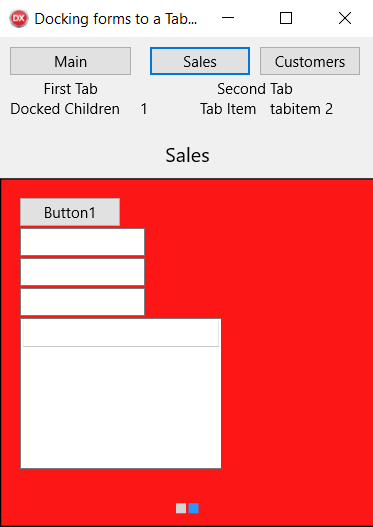 DX Docking forms to a Tab...
Main Sales Customers
First Tab Second Tab
Docked Children 1 Tab Item tabitem 2
Sales
Button1